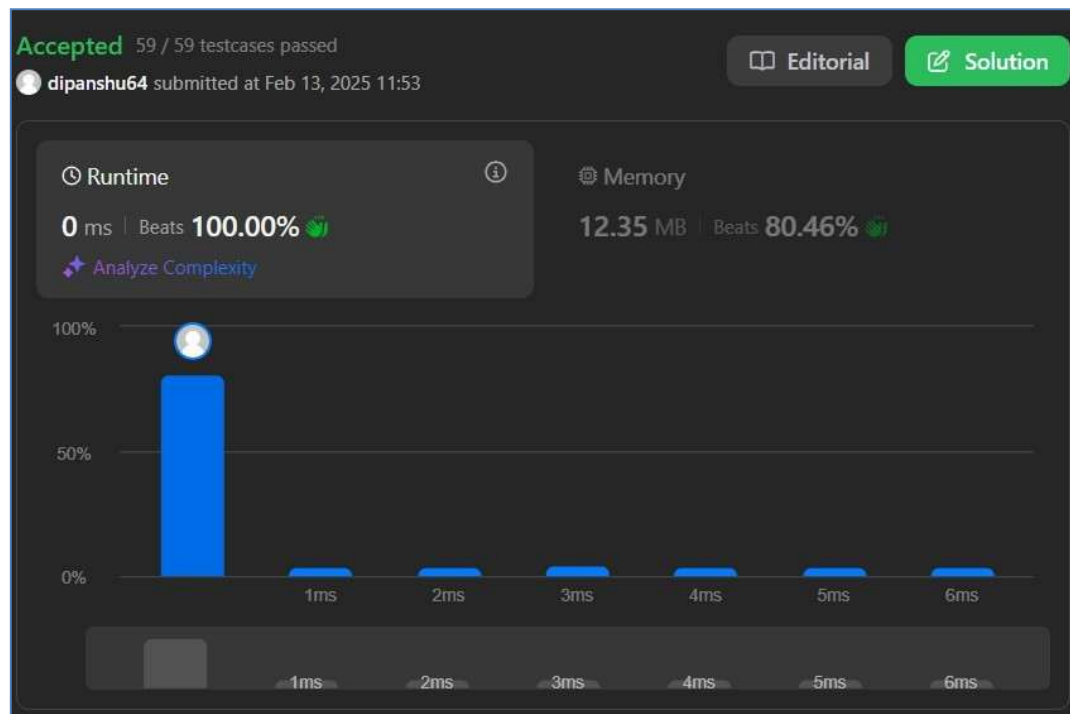 Accepted 59 / 59 testcases passed
dipanshu64 submitted at Feb 13, 2025 11:53
Editorial
Solution
Runtime
0 ms | Beats 100.00%
Analyze Complexity
Memory
12.35 MB | Beats 80.46%
100%
50%
0%
1ms 2ms 3ms 4ms 5ms 6ms
1ms 2ms 3ms 4ms 5ms 6ms